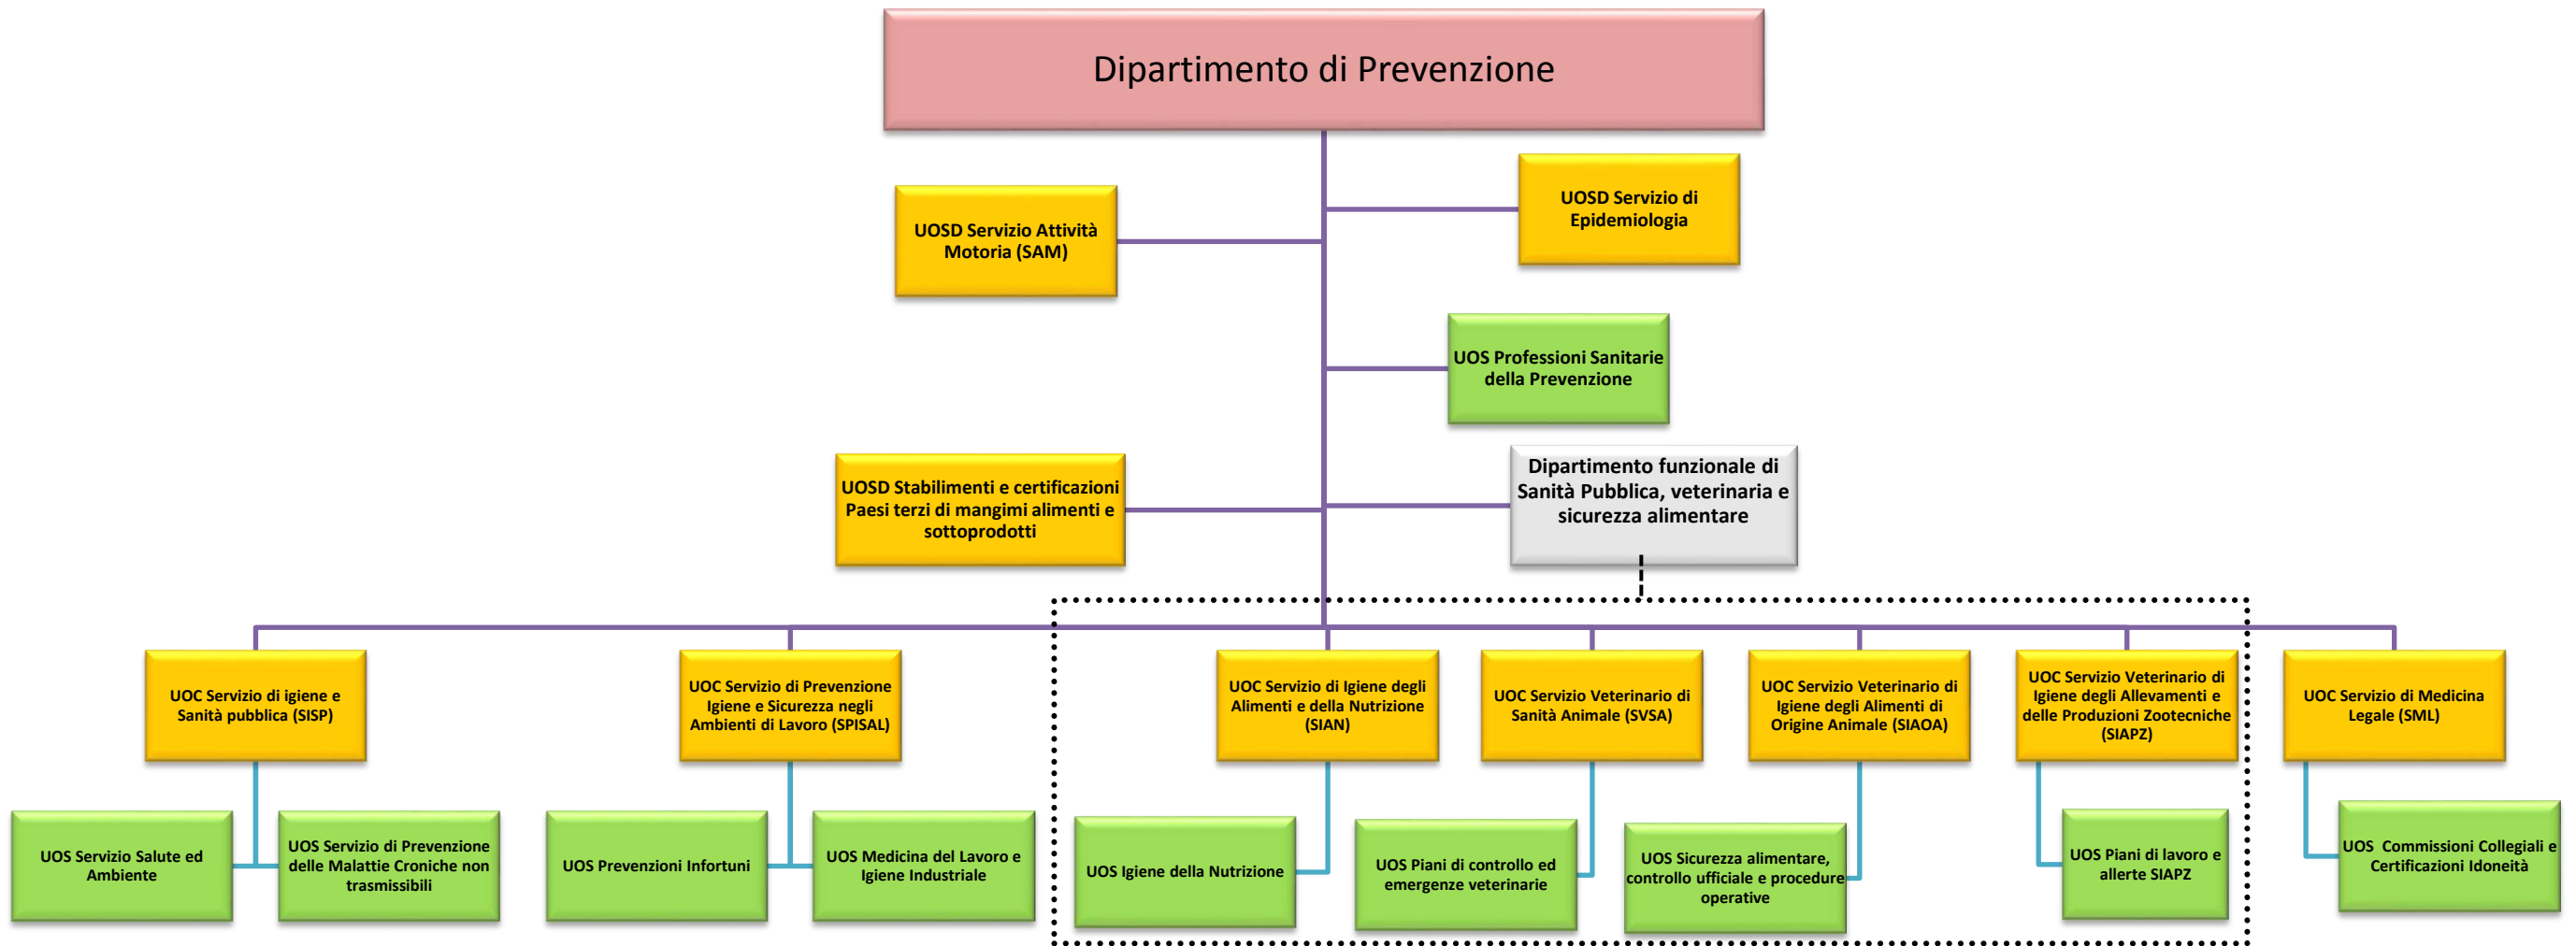 Dipartimento di Prevenzione
UOSD Servizio di
Epidemiologia
UOSD Servizio Attività
Motoria (SAM)
UOS Professioni Sanitarie
della Prevenzione
UOSD Stabilimenti e certificazioni
Paesi terzi di mangimi alimenti e
sottoprodotti
Dipartimento funzionale di
Sanità Pubblica, veterinaria e
sicurezza alimentare
UOC Servizio di igiene e
Sanità pubblica (SISP)
UOC Servizio di Prevenzione
Igiene e Sicurezza negli
Ambienti di Lavoro (SPISAL)
UOC Servizio di Igiene degli
Alimenti e della Nutrizione
(SIAN)
UOC Servizio Veterinario di
Sanità Animale (SVSA)
UOC Servizio Veterinario di
Igiene degli Alimenti di
Origine Animale (SIAOA)
UOC Servizio Veterinario di
Igiene degli Allevamenti e
delle Produzioni Zootecniche
(SIAPZ)
UOC Servizio di Medicina
Legale (SML)
UOS Servizio Salute ed
Ambiente
UOS Servizio di Prevenzione
delle Malattie Croniche non
trasmissibili
UOS Prevenzioni Infortuni
UOS Medicina del Lavoro e
Igiene Industriale
UOS Igiene della Nutrizione
UOS Piani di controllo ed
emergenze veterinarie
UOS Sicurezza alimentare,
controllo ufficiale e procedure
operative
UOS Piani di lavoro e
allerte SIAPZ
UOS Commissioni Collegiali e
Certificazioni Idoneità